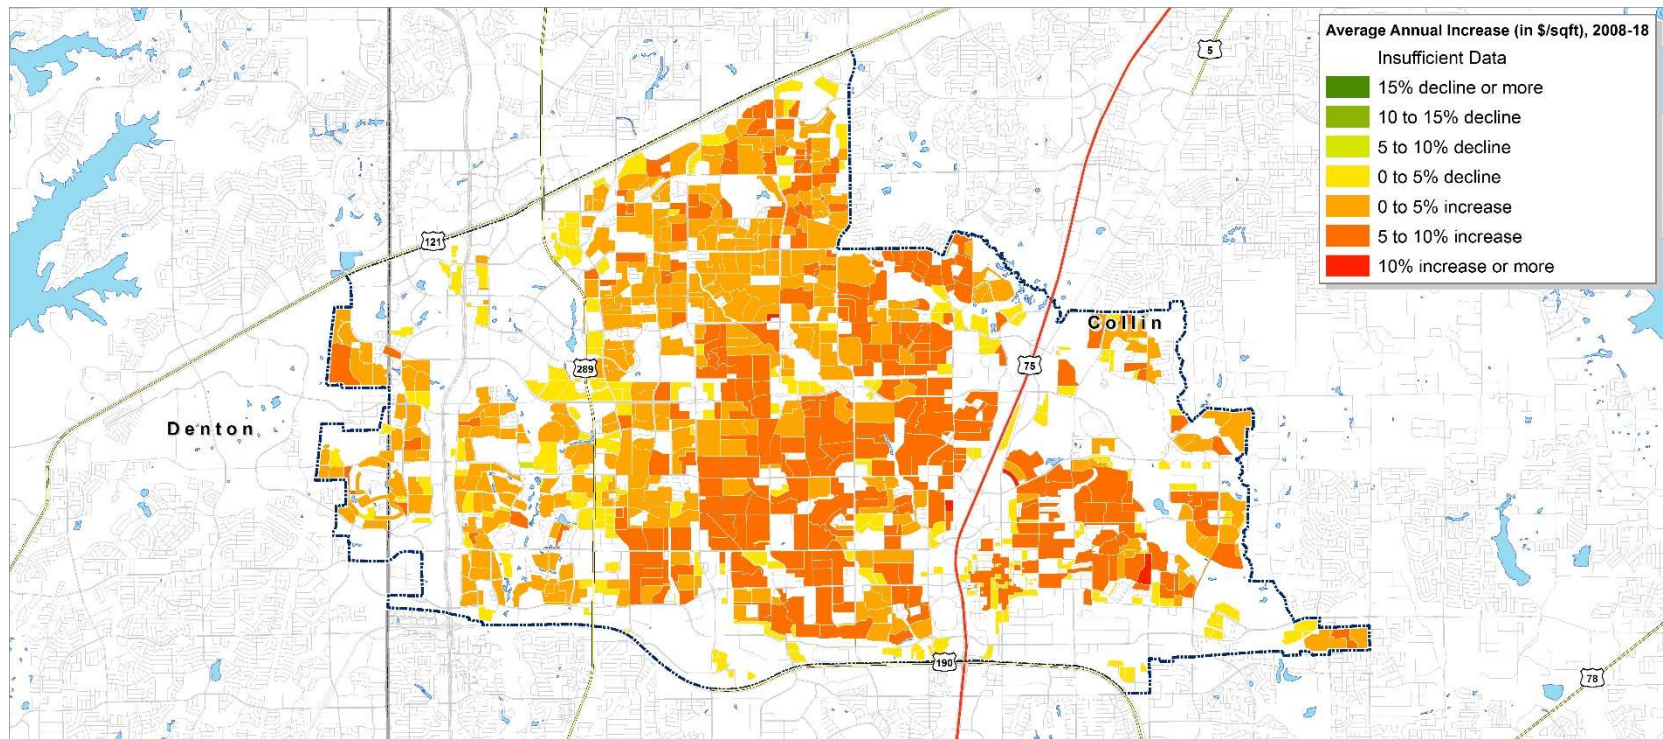 Average Annual Increase (in $/sqft), 2008-18
Insufficient Data
15% decline or more
10 to 15% decline
5 to 10% decline
0 to 5% decline
0 to 5% increase
5 to 10% increase
10% increase or more
5
121
Collin
289
75
Denton
190
78